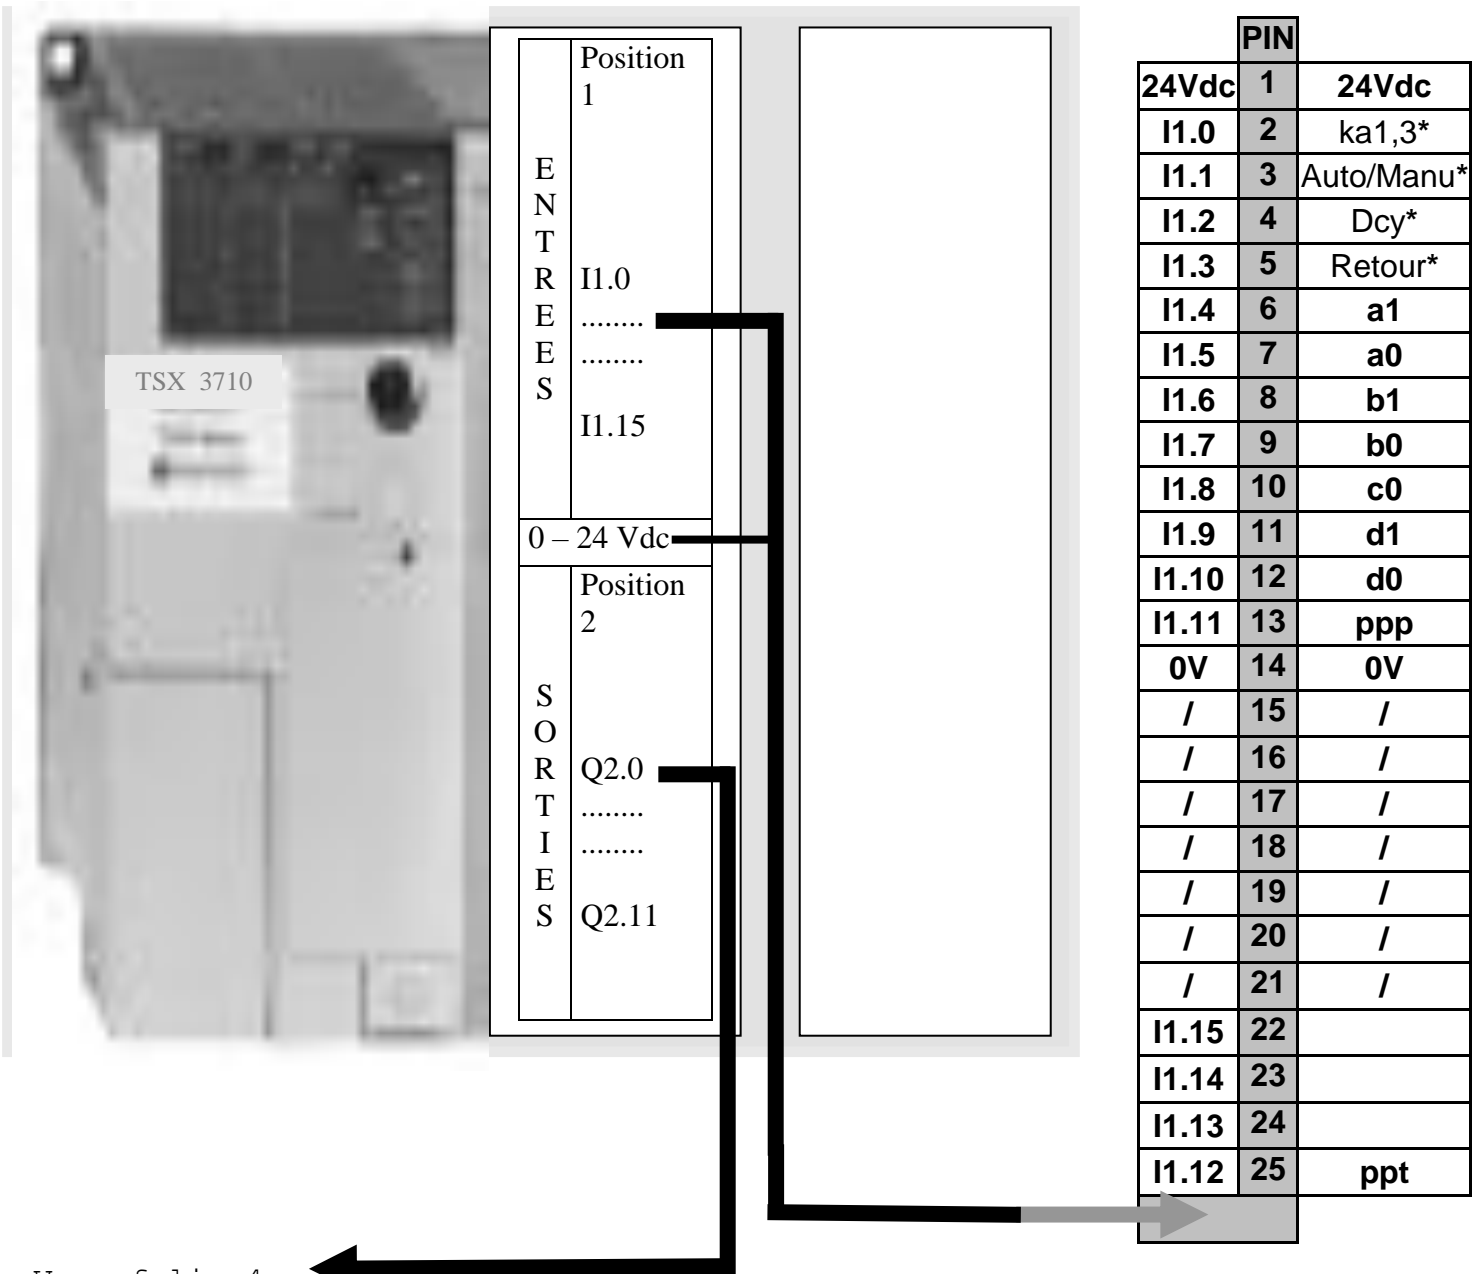 TSX 3710
Position
1
ENTREES
I1.0
........
........
I1.15
0 – 24 Vdc
Position
2
SORTIES
Q2.0
........
........
Q2.11
PIN
24Vdc 1 24Vdc
I1.0 2 ka1,3*
I1.1 3 Auto/Manu*
I1.2 4 Dcy*
I1.3 5 Retour*
I1.4 6 a1
I1.5 7 a0
I1.6 8 b1
I1.7 9 b0
I1.8 10 c0
I1.9 11 d1
I1.10 12 d0
I1.11 13 ppp
0V 14 0V
/ 15 /
/ 16 /
/ 17 /
/ 18 /
/ 19 /
/ 20 /
/ 21 /
I1.15 22
I1.14 23
I1.13 24
I1.12 25 ppt